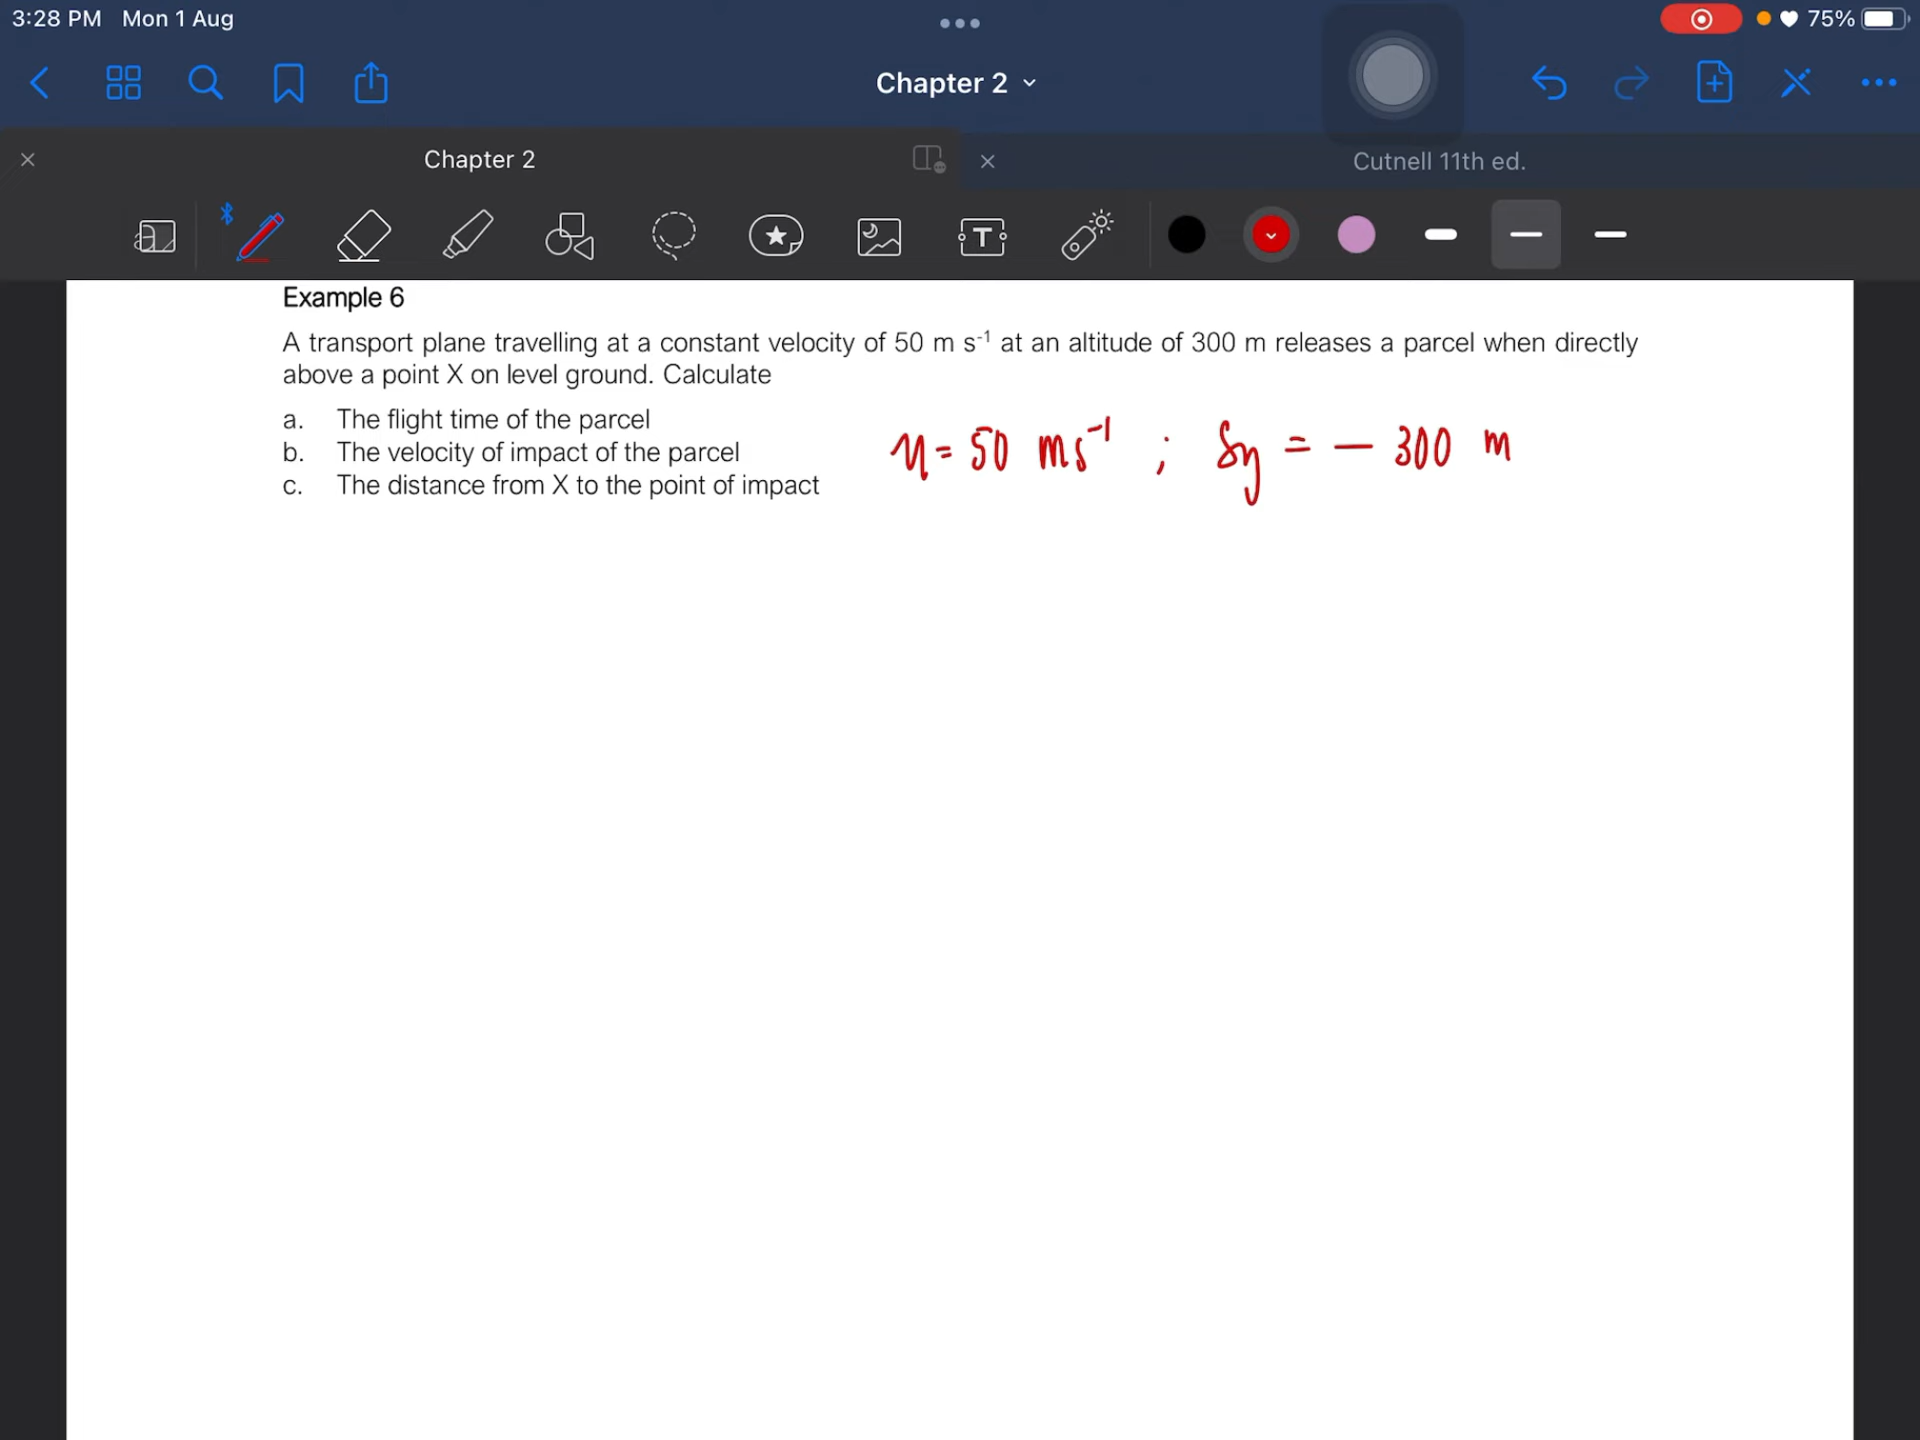 3:28 PM Mon 1 Aug
75%
Chapter 2
Chapter 2
Cutnell 11th ed.
Example 6
A transport plane travelling at a constant velocity of 50 m s⁻¹ at an altitude of 300 m releases a parcel when directly
above a point X on level ground. Calculate
a. The flight time of the parcel
b. The velocity of impact of the parcel
c. The distance from X to the point of impact
u = 50 ms⁻¹ ; Sy = - 300 m